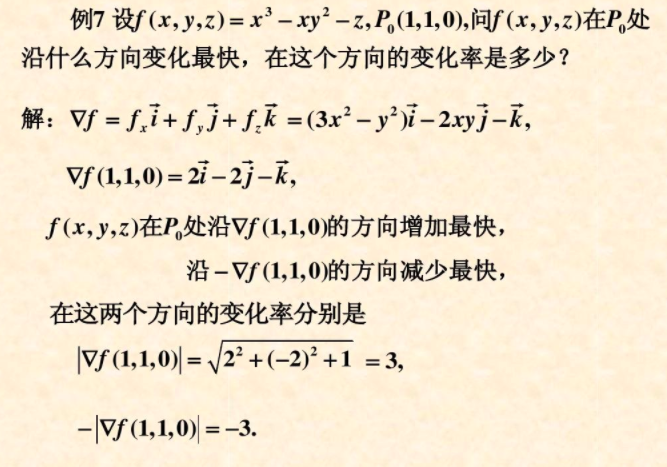 例7 设f(x,y,z)=x³−xy²−z,P₀(1,1,0),问f(x,y,z)在P₀处
沿什么方向变化最快，在这个方向的变化率是多少？
解：∇f = fₓi⃗ + f_y j⃗ + f_z k⃗ = (3x²−y²)i⃗ − 2xyj⃗ − k⃗,
∇f(1,1,0) = 2i⃗ − 2j⃗ − k⃗,
f(x,y,z)在P₀处沿∇f(1,1,0)的方向增加最快，
沿−∇f(1,1,0)的方向减少最快，
在这两个方向的变化率分别是
|∇f(1,1,0)| = √(2²+(−2)²+1) = 3,
−|∇f(1,1,0)| = −3.